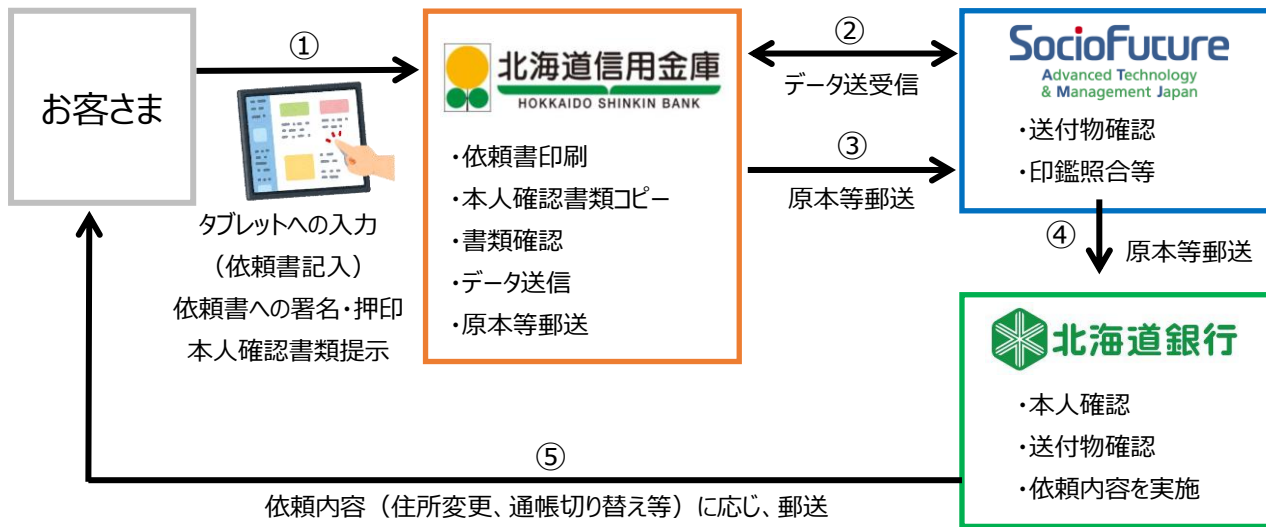 お客さま
①
タブレットへの入力
（依頼書記入）
依頼書への署名・押印
本人確認書類提示
北海道信用金庫
HOKKAIDO SHINKIN BANK
・依頼書印刷
・本人確認書類コピー
・書類確認
・データ送信
・原本等郵送
②
データ送受信
③
原本等郵送
SocioFuture
Advanced Technology
& Management Japan
・送付物確認
・印鑑照合等
④
原本等郵送
北海道銀行
・本人確認
・送付物確認
・依頼内容を実施
⑤
依頼内容（住所変更、通帳切り替え等）に応じ、郵送